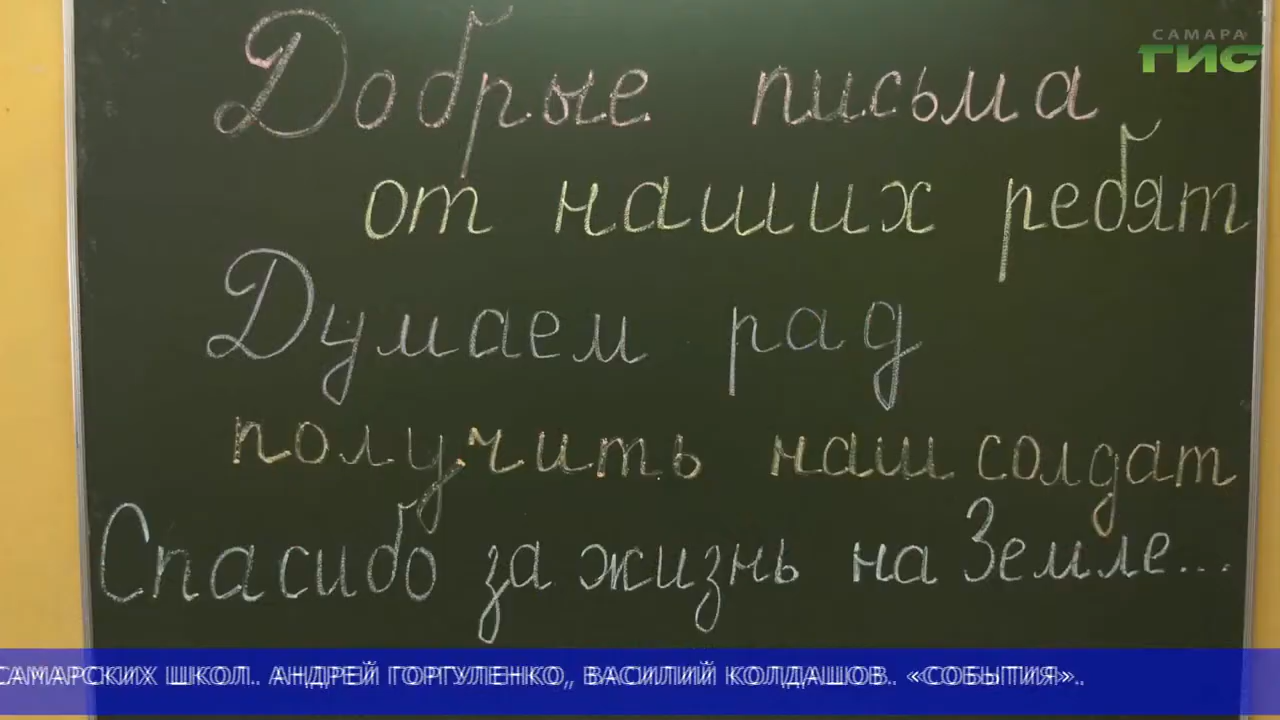 САМАРА
ГИС
Добрые письма
от наших ребят
Думаем рад
получить наш солдат
Спасибо за жизнь на Земле...
САМАРСКИХ ШКОЛ.. АНДРЕЙ ГОРГУЛЕНКО,, ВАСИЛИЙ КОЛДАШОВ.. «СОБЫТИЯ»..